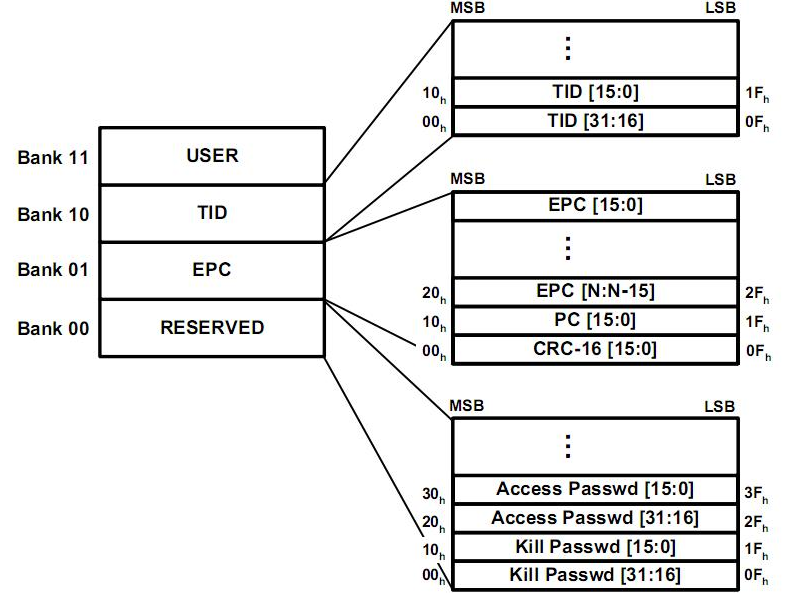 MSB LSB
⋮
10h TID [15:0] 1Fh
00h TID [31:16] 0Fh
Bank 11 USER
Bank 10 TID
Bank 01 EPC
Bank 00 RESERVED
MSB LSB
EPC [15:0]
⋮
20h EPC [N:N-15] 2Fh
10h PC [15:0] 1Fh
00h CRC-16 [15:0] 0Fh
MSB LSB
⋮
30h Access Passwd [15:0] 3Fh
20h Access Passwd [31:16] 2Fh
10h Kill Passwd [15:0] 1Fh
00h Kill Passwd [31:16] 0Fh